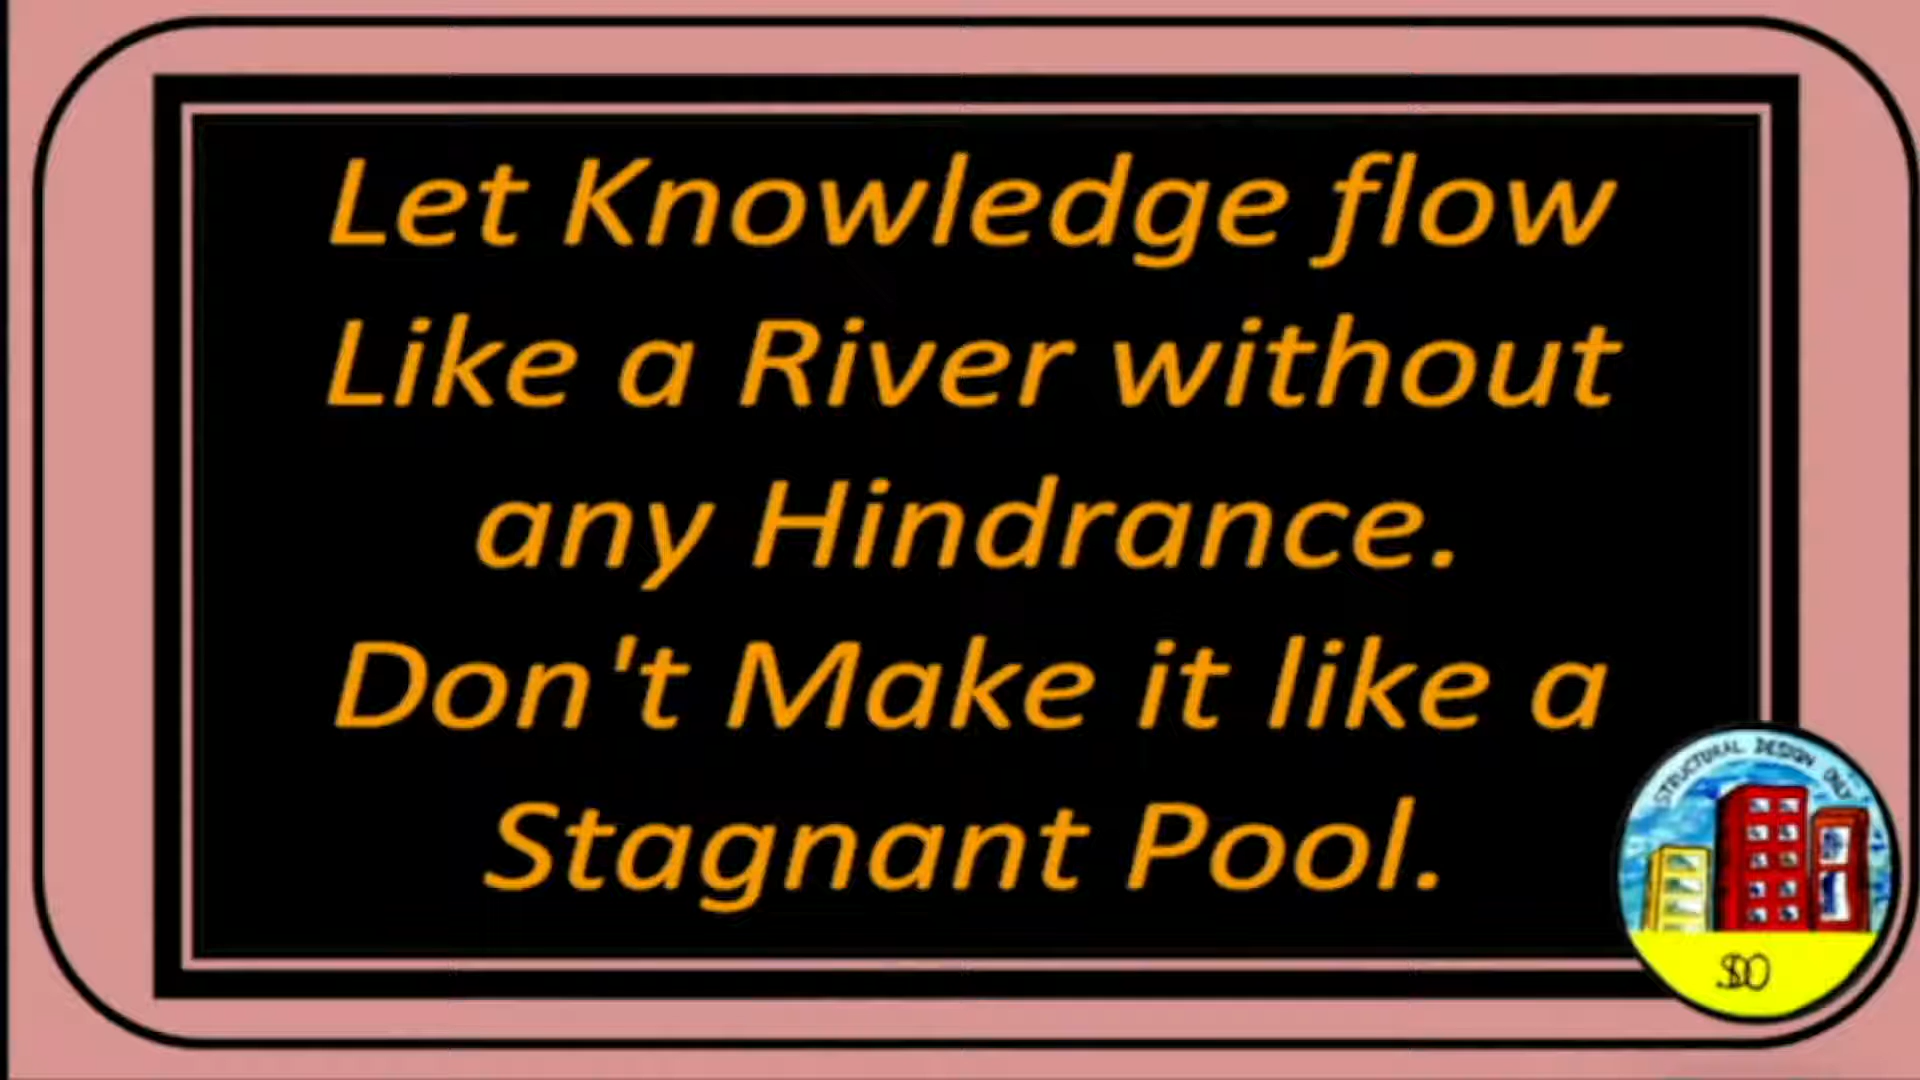 Let Knowledge flow
Like a River without
any Hindrance.
Don't Make it like a
Stagnant Pool.
STRUCTURAL DESIGN ONLY
SDO